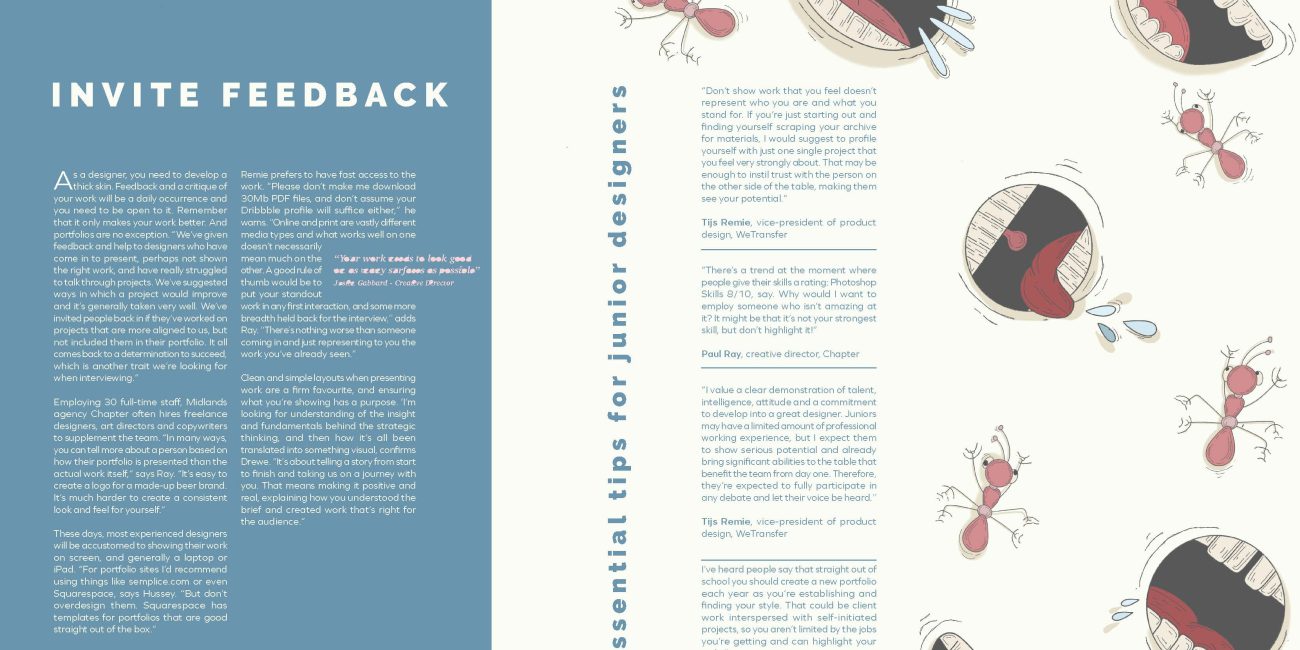 INVITE FEEDBACK
As a designer, you need to develop a
thick skin. Feedback and a critique of
your work will be a daily occurrence and
you need to be open to it. Remember
that it only makes your work better. And
portfolios are no exception. "We've given
feedback and help to designers who have
come in to present, perhaps not shown
the right work, and have really struggled
to talk through projects. We've suggested
ways in which a project would improve
and it's generally taken very well. We've
invited people back in if they've worked on
projects that are more aligned to us, but
not included them in their portfolio. It all
comes back to a determination to succeed,
which is another trait we're looking for
when interviewing."
Employing 30 full-time staff, Midlands
agency Chapter often hires freelance
designers, art directors and copywriters
to supplement the team. "In many ways,
you can tell more about a person based on
how their portfolio is presented than the
actual work itself," says Ray. "It's easy to
create a logo for a made-up beer brand.
It's much harder to create a consistent
look and feel for yourself."
These days, most experienced designers
will be accustomed to showing their work
on screen, and generally a laptop or
iPad. "For portfolio sites I'd recommend
using things like semplice.com or even
Squarespace, says Hussey. "But don't
overdesign them. Squarespace has
templates for portfolios that are good
straight out of the box."
Remie prefers to have fast access to the
work. "Please don't make me download
30Mb PDF files, and don't assume your
Dribbble profile will suffice either," he
warns. "Online and print are vastly different
media types and what works well on one
doesn't necessarily
mean much on the
other. A good rule of
thumb would be to
put your standout
work in any first interaction, and some more
breadth held back for the interview," adds
Ray. "There's nothing worse than someone
coming in and just representing to you the
work you've already seen."
Clean and simple layouts when presenting
work are a firm favourite, and ensuring
what you're showing has a purpose. 'I'm
looking for understanding of the insight
and fundamentals behind the strategic
thinking, and then how it's all been
translated into something visual, confirms
Drewe. "It's about telling a story from start
to finish and taking us on a journey with
you. That means making it positive and
real, explaining how you understood the
brief and created work that's right for
the audience."
"Your work needs to look good
on as many surfaces as possible"
Gabbard - Creative Director
ssential tips for junior designers
"Don't show work that you feel doesn't
represent who you are and what you
stand for. If you're just starting out and
finding yourself scraping your archive
for materials, I would suggest to profile
yourself with just one single project that
you feel very strongly about. That may be
enough to instil trust with the person on
the other side of the table, making them
see your potential."
Tijs Remie, vice-president of product
design, WeTransfer
"There's a trend at the moment where
people give their skills a rating: Photoshop
Skills 8/10, say. Why would I want to
employ someone who isn't amazing at
it? It might be that it's not your strongest
skill, but don't highlight it!"
Paul Ray, creative director, Chapter
"I value a clear demonstration of talent,
intelligence, attitude and a commitment
to develop into a great designer. Juniors
may have a limited amount of professional
working experience, but I expect them
to show serious potential and already
bring significant abilities to the table that
benefit the team from day one. Therefore,
they're expected to fully participate in
any debate and let their voice be heard."
Tijs Remie, vice-president of product
design, WeTransfer
I've heard people say that straight out of
school you should create a new portfolio
each year as you're establishing and
finding your style. That could be client
work interspersed with self-initiated
projects, so you aren't limited by the jobs
you're getting and can highlight your